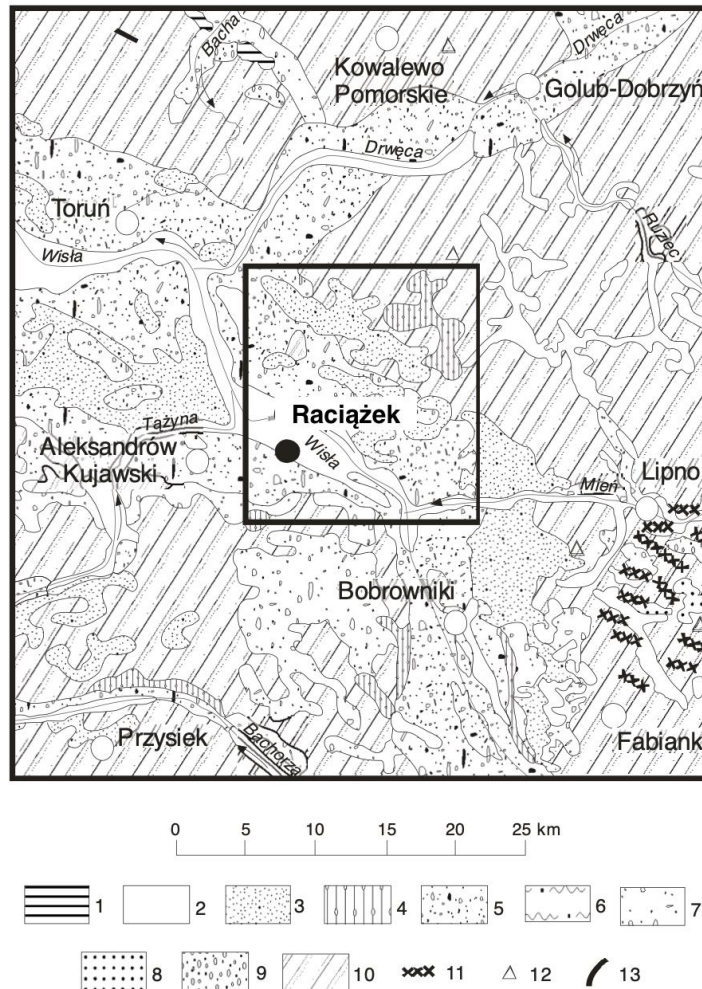 Bacha
Drwęca
Kowalewo
Pomorskie
Golub-Dobrzyń
Drwęca
Toruń
Ruziec
Wisła
Raciążek
Wisła
Tążyna
Aleksandrów
Kujawski
Mień
Lipno
Bobrowniki
Przysiek
Bachorza
Fabiank
0 5 10 15 20 25 km
1 2 3 4 5 6 7
8 9 10 11 12 13